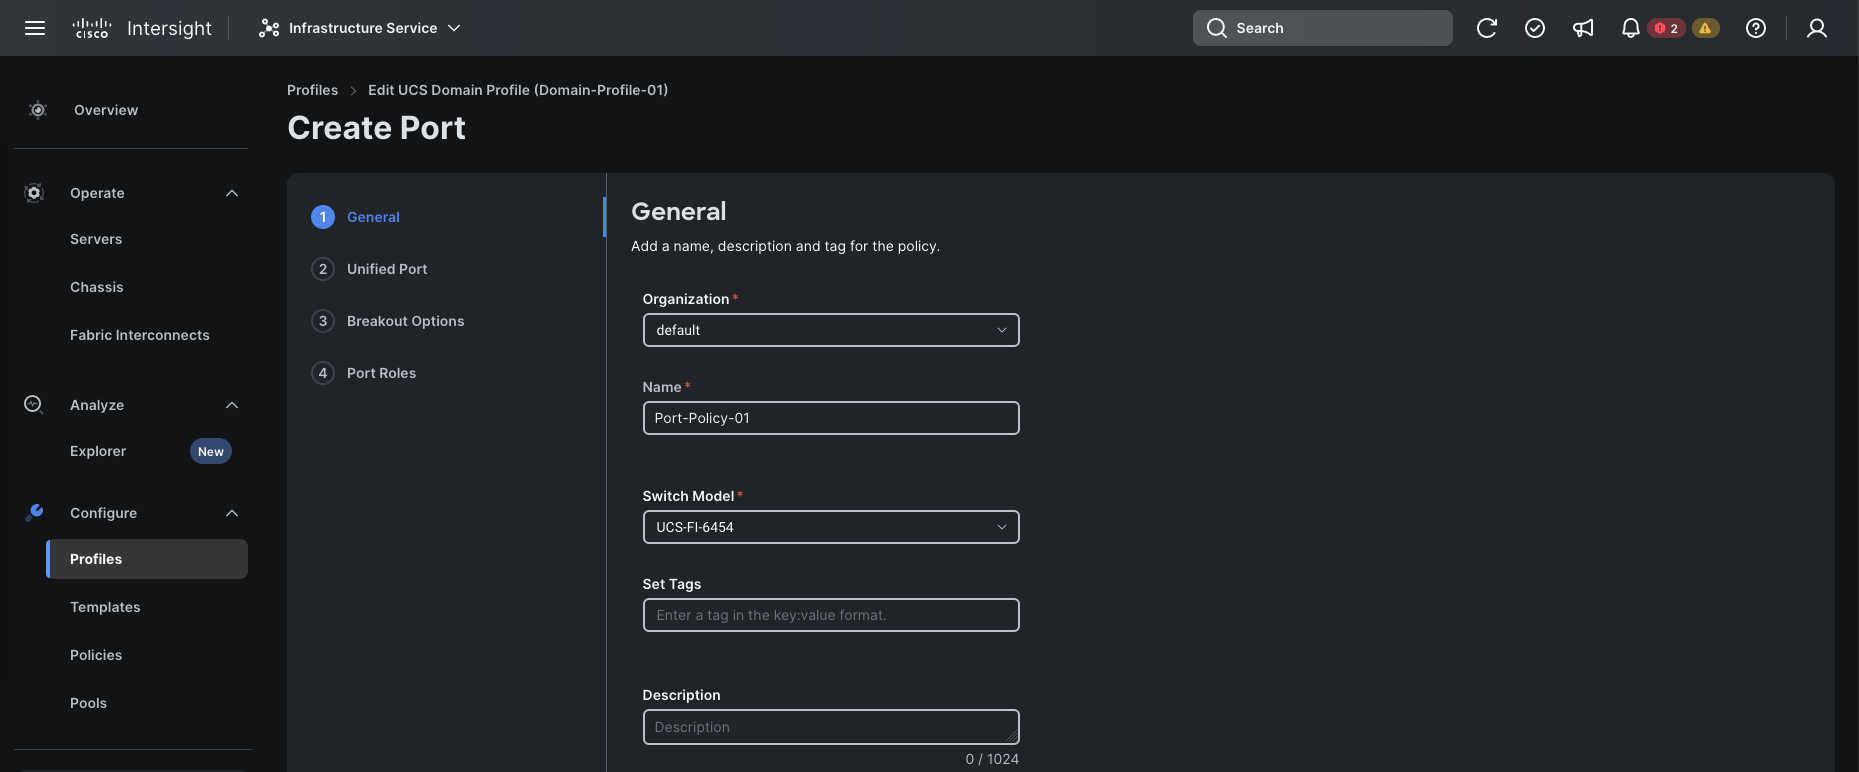 CISCO Intersight
Infrastructure Service
Search
2
Overview
Operate
Servers
Chassis
Fabric Interconnects
Analyze
Explorer New
Configure
Profiles
Templates
Policies
Pools
Profiles > Edit UCS Domain Profile (Domain-Profile-01)
Create Port
1 General
2 Unified Port
3 Breakout Options
4 Port Roles
General
Add a name, description and tag for the policy.
Organization *
default
Name *
Port-Policy-01
Switch Model *
UCS-FI-6454
Set Tags
Enter a tag in the key:value format.
Description
Description
0 / 1024